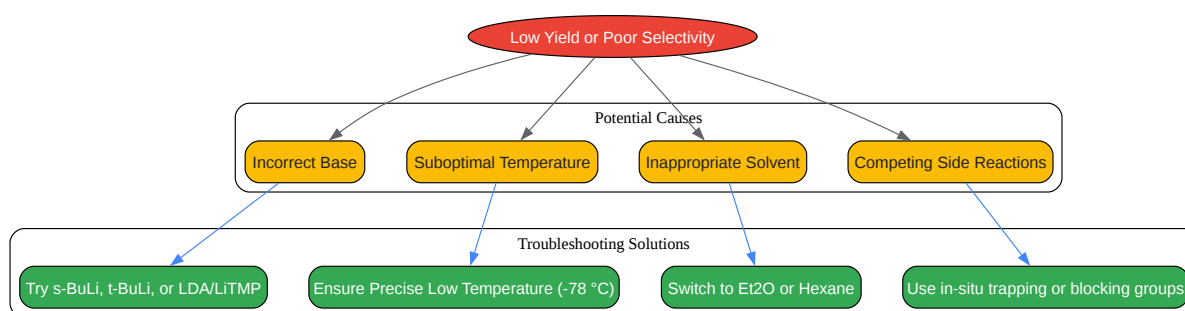 Low Yield or Poor Selectivity
Potential Causes
Incorrect Base
Suboptimal Temperature
Inappropriate Solvent
Competing Side Reactions
Troubleshooting Solutions
Try s-BuLi, t-BuLi, or LDA/LiTMP
Ensure Precise Low Temperature (-78 °C)
Switch to Et2O or Hexane
Use in-situ trapping or blocking groups